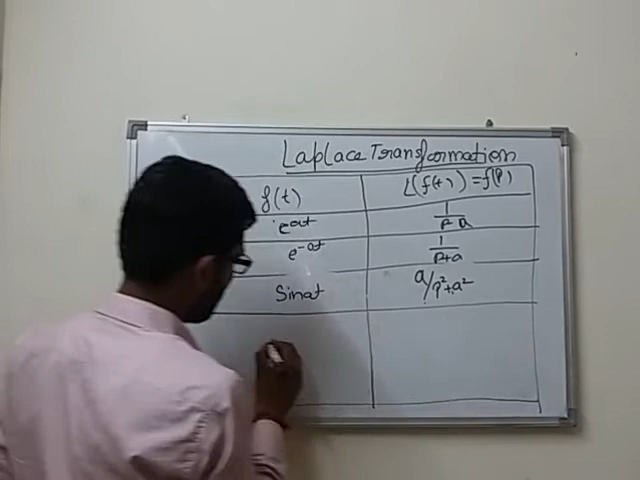 Laplace Transformation
f(t) L(f(t)) = f(P)
e^at 1/P-a
e^-at 1/P+a
Sinat a/P²+a²